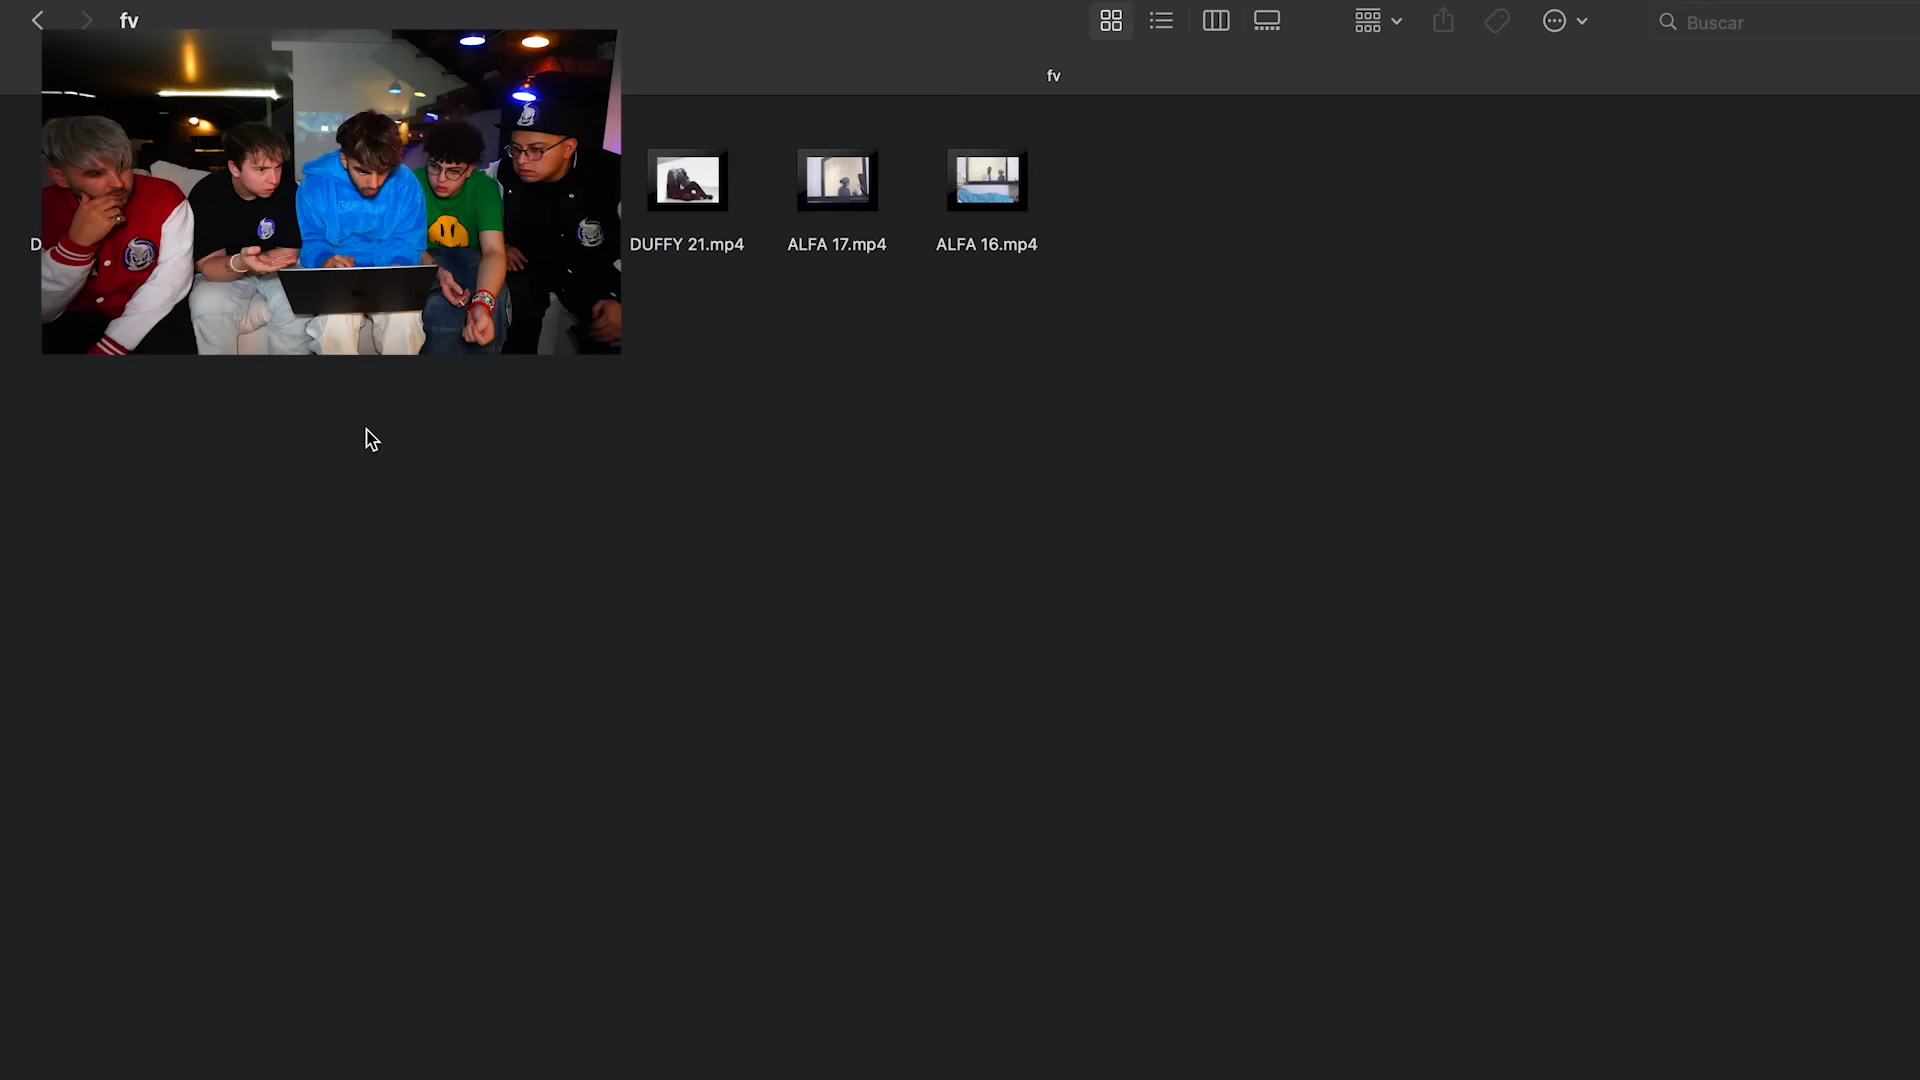 fv
Buscar
fv
D
DUFFY 21.mp4
ALFA 17.mp4
ALFA 16.mp4